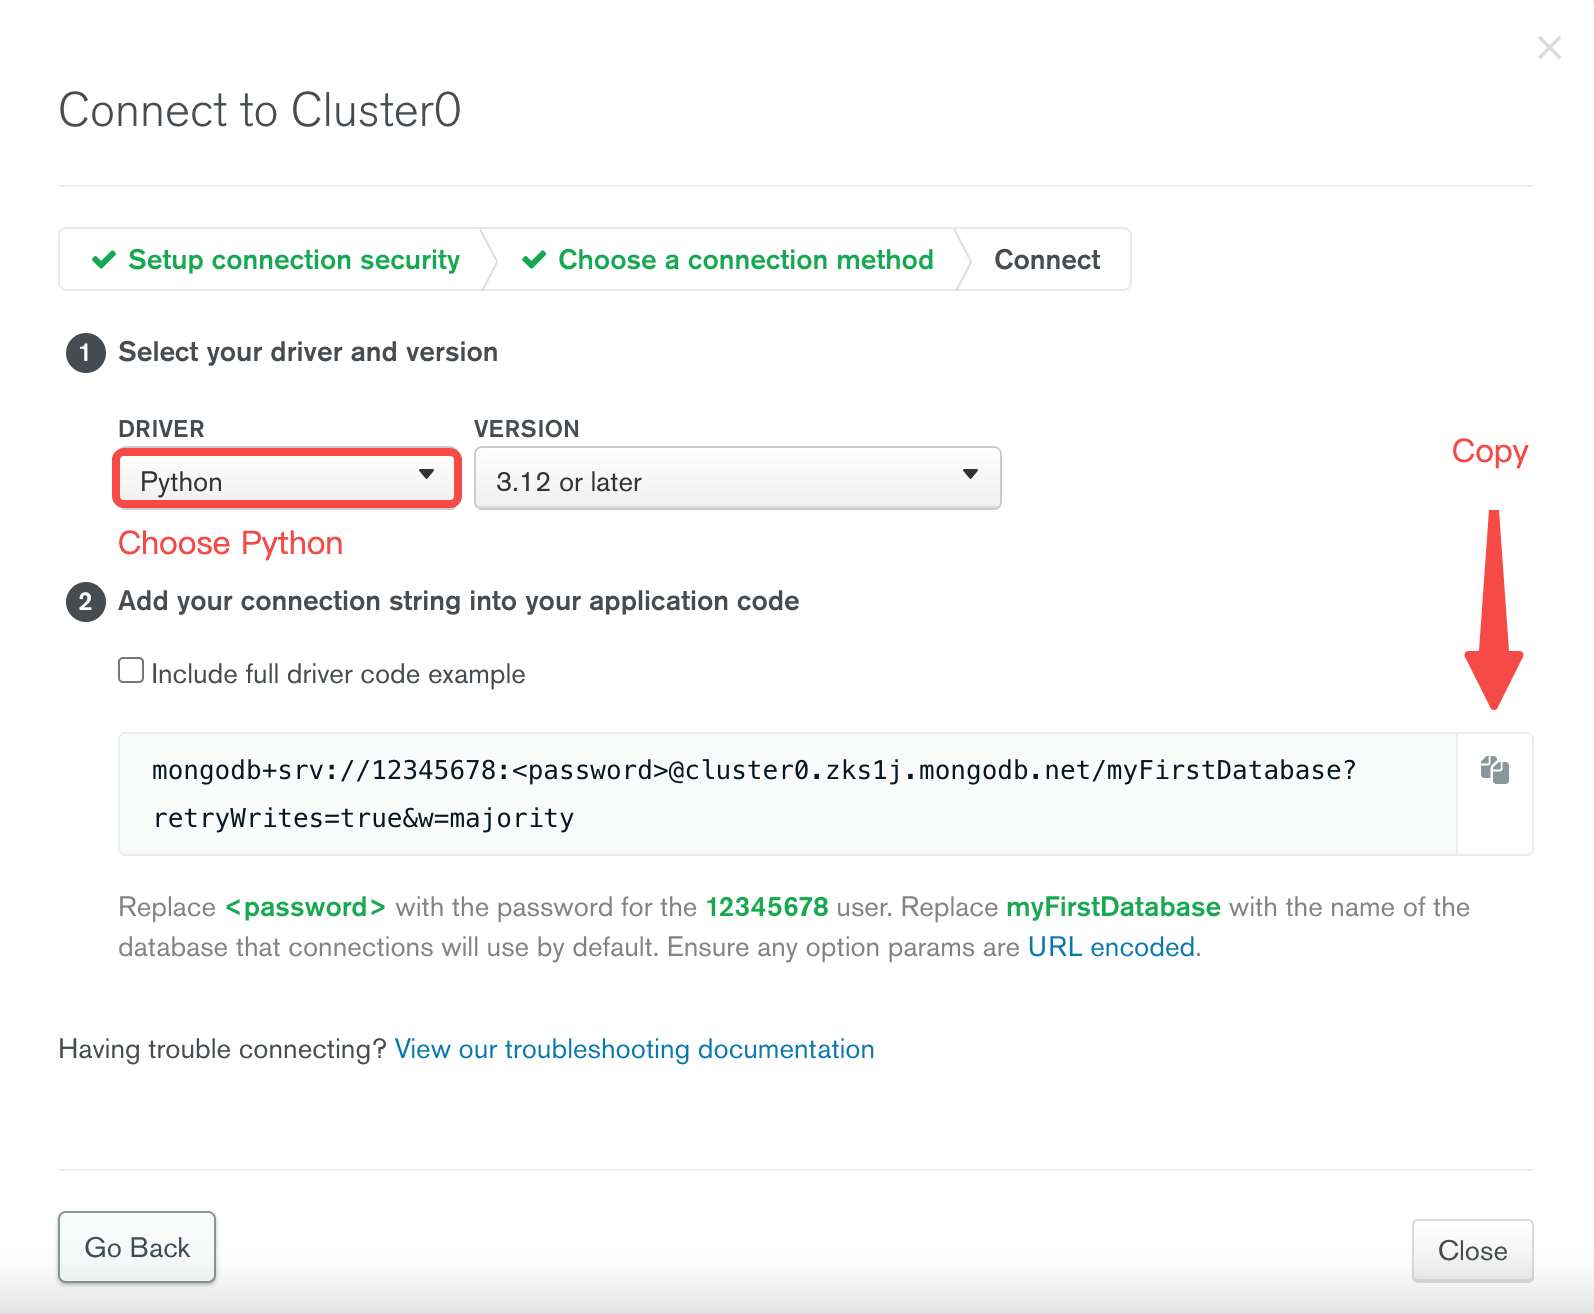 Connect to Cluster0
Setup connection security
Choose a connection method
Connect
1 Select your driver and version
DRIVER
VERSION
Python
3.12 or later
Copy
Choose Python
2 Add your connection string into your application code
Include full driver code example
mongodb+srv://12345678:<password>@cluster0.zks1j.mongodb.net/myFirstDatabase?
retryWrites=true&w=majority
Replace <password> with the password for the 12345678 user. Replace myFirstDatabase with the name of the
database that connections will use by default. Ensure any option params are URL encoded.
Having trouble connecting? View our troubleshooting documentation
Go Back
Close